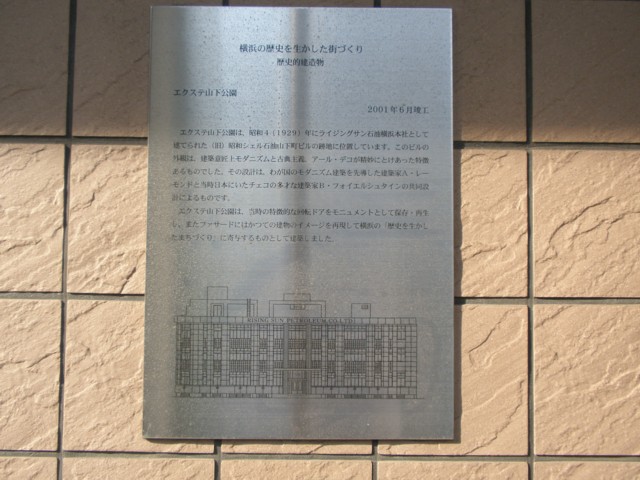 横浜の歴史を生かした街づくり
歴史的建造物
エクステ山下公園
2001年6月竣工
エクステ山下公園は、昭和4(1929)年にライジングサン石油横浜本社として
建てられた(旧)昭和シェル石油山下町ビルの跡地に位置しています。このビルの
外観は、建築意匠上モダニズムと古典主義、アール・デコが精妙にとけあった特徴
あるものでした。その設計は、わが国のモダニズム建築を先導した建築家A・レー
モンドと当時日本にいたチェコの多才な建築家B・フォイエルシュタインの共同設
計によるものです。
エクステ山下公園は、当時の特徴的な回転ドアをモニュメントとして保存・再生
し、またファサードにはかつての建物のイメージを再現して横浜の「歴史を生かし
たまちづくり」に寄与するものとして建築しました。
RISING SUN PETROLEUM CO. LTD.